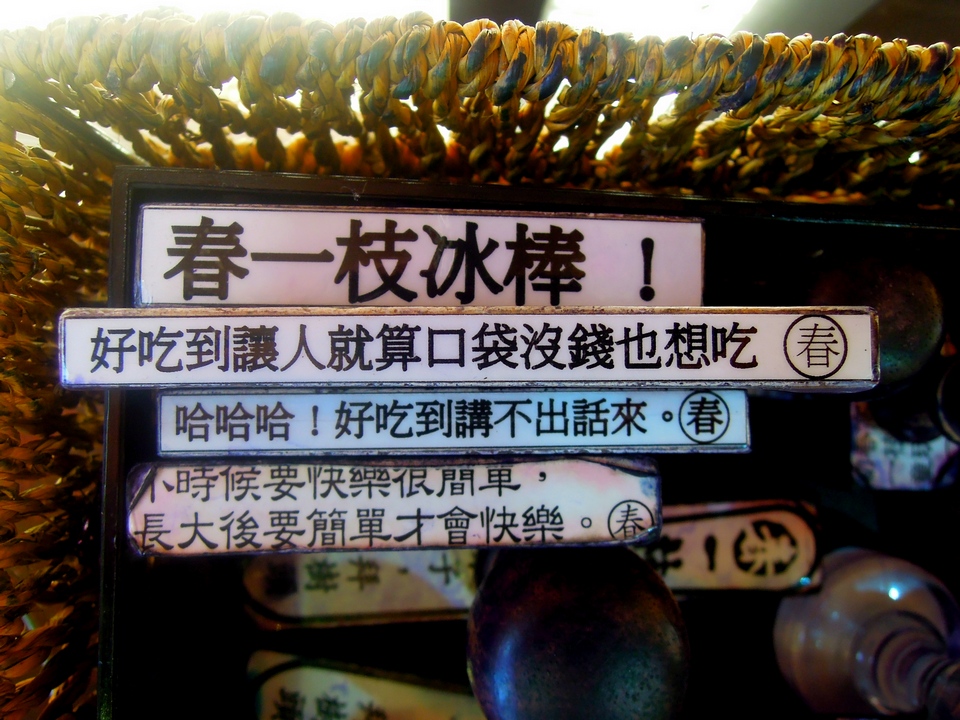 春一枝冰棒！
好吃到讓人就算口袋沒錢也想吃 春
哈哈哈！好吃到講不出話來。春
小時候要快樂很簡單，
長大後要簡單才會快樂。春